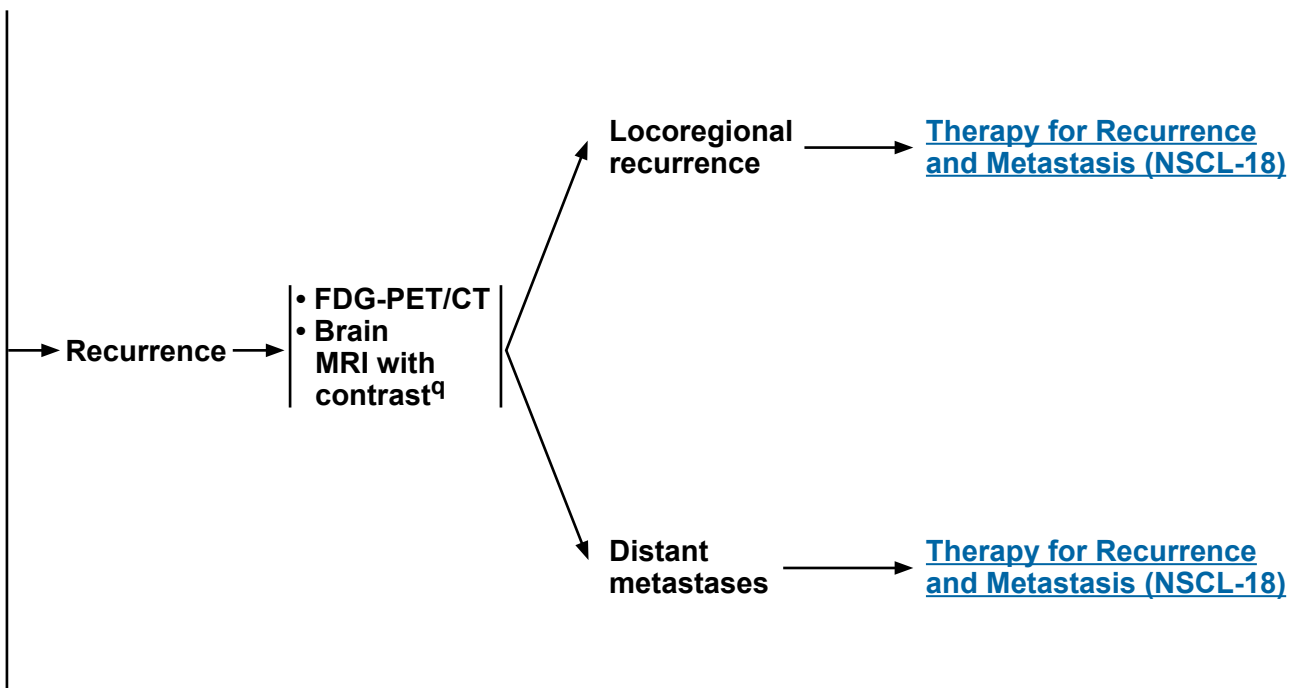 Locoregional
recurrence
Therapy for Recurrence
and Metastasis (NSCL-18)
Recurrence
• FDG-PET/CT
• Brain
MRI with
contrastq
Distant
metastases
Therapy for Recurrence
and Metastasis (NSCL-18)